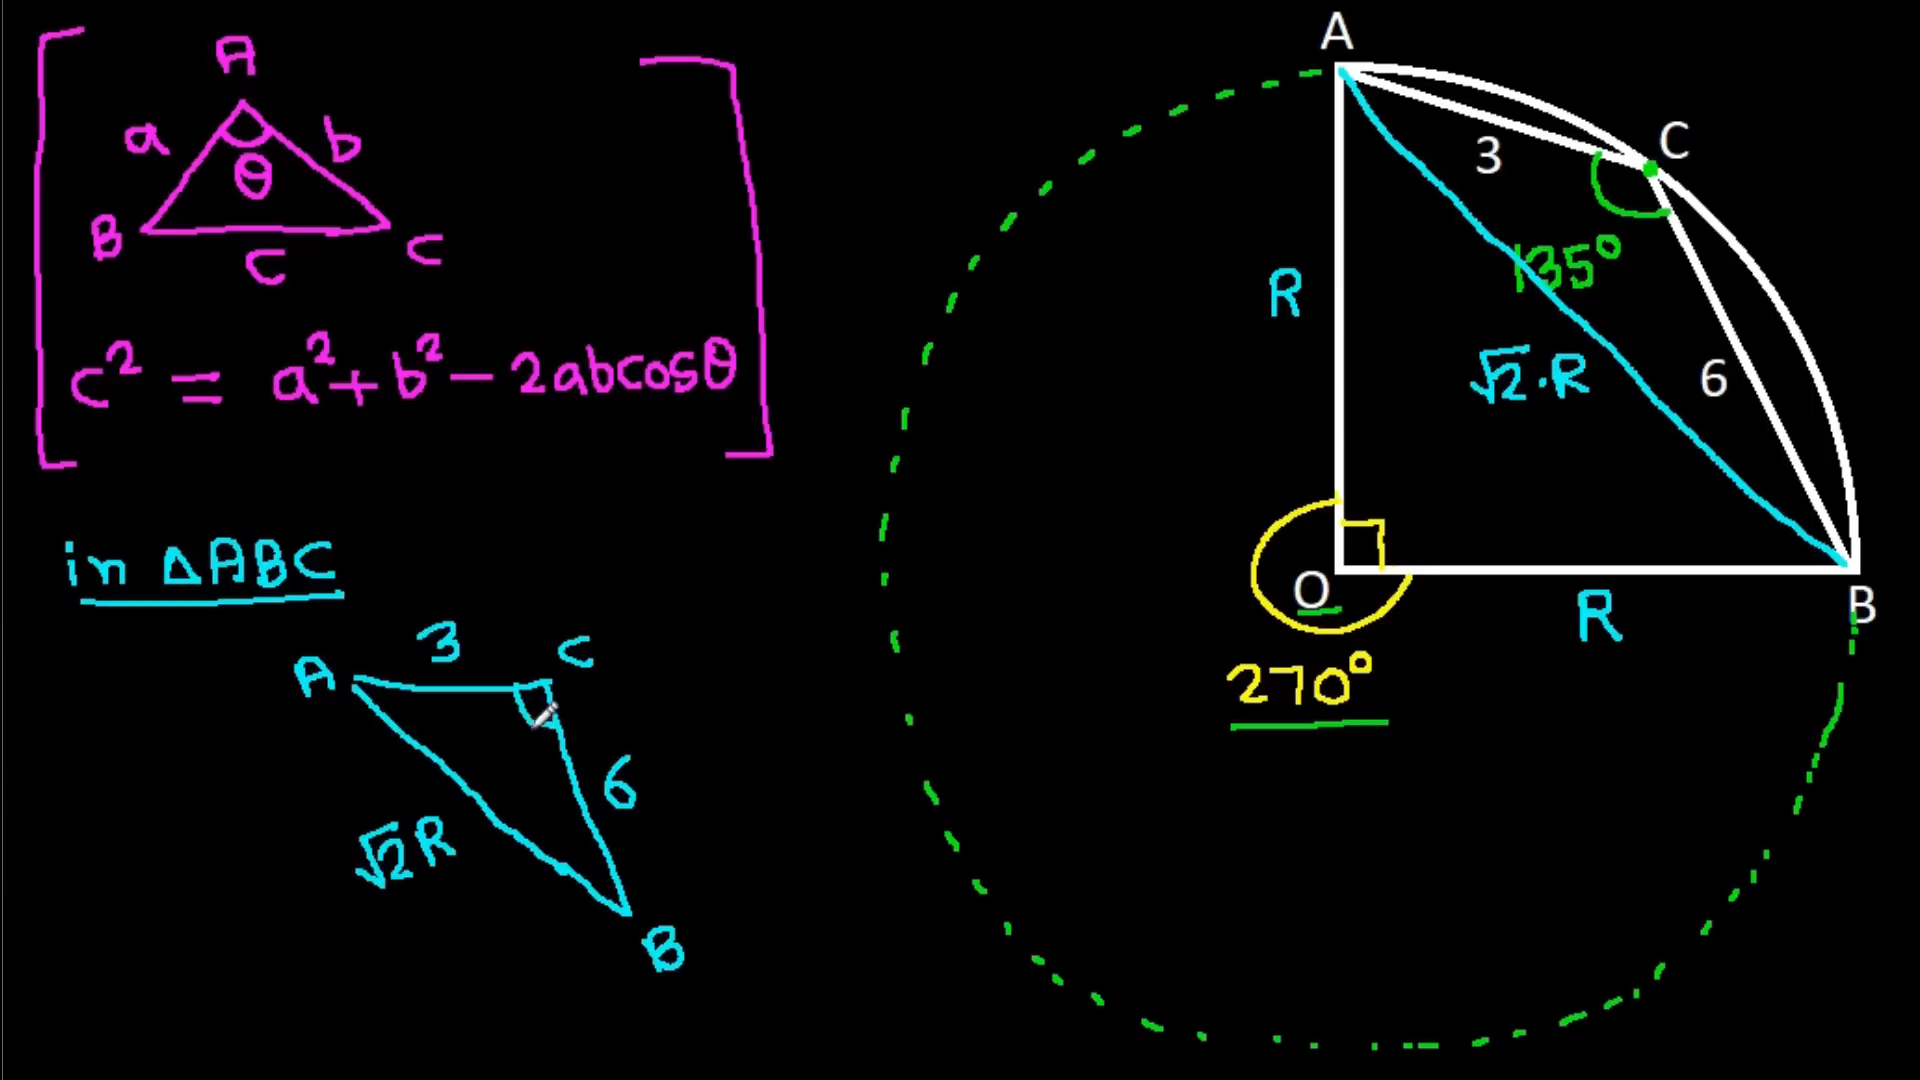 A
a
b
θ
B
C
C
c² = a² + b² - 2abcosθ
in ΔABC
A
3
C
6
√2R
B
A
3
C
135°
R
√2.R
6
O
R
B
270°